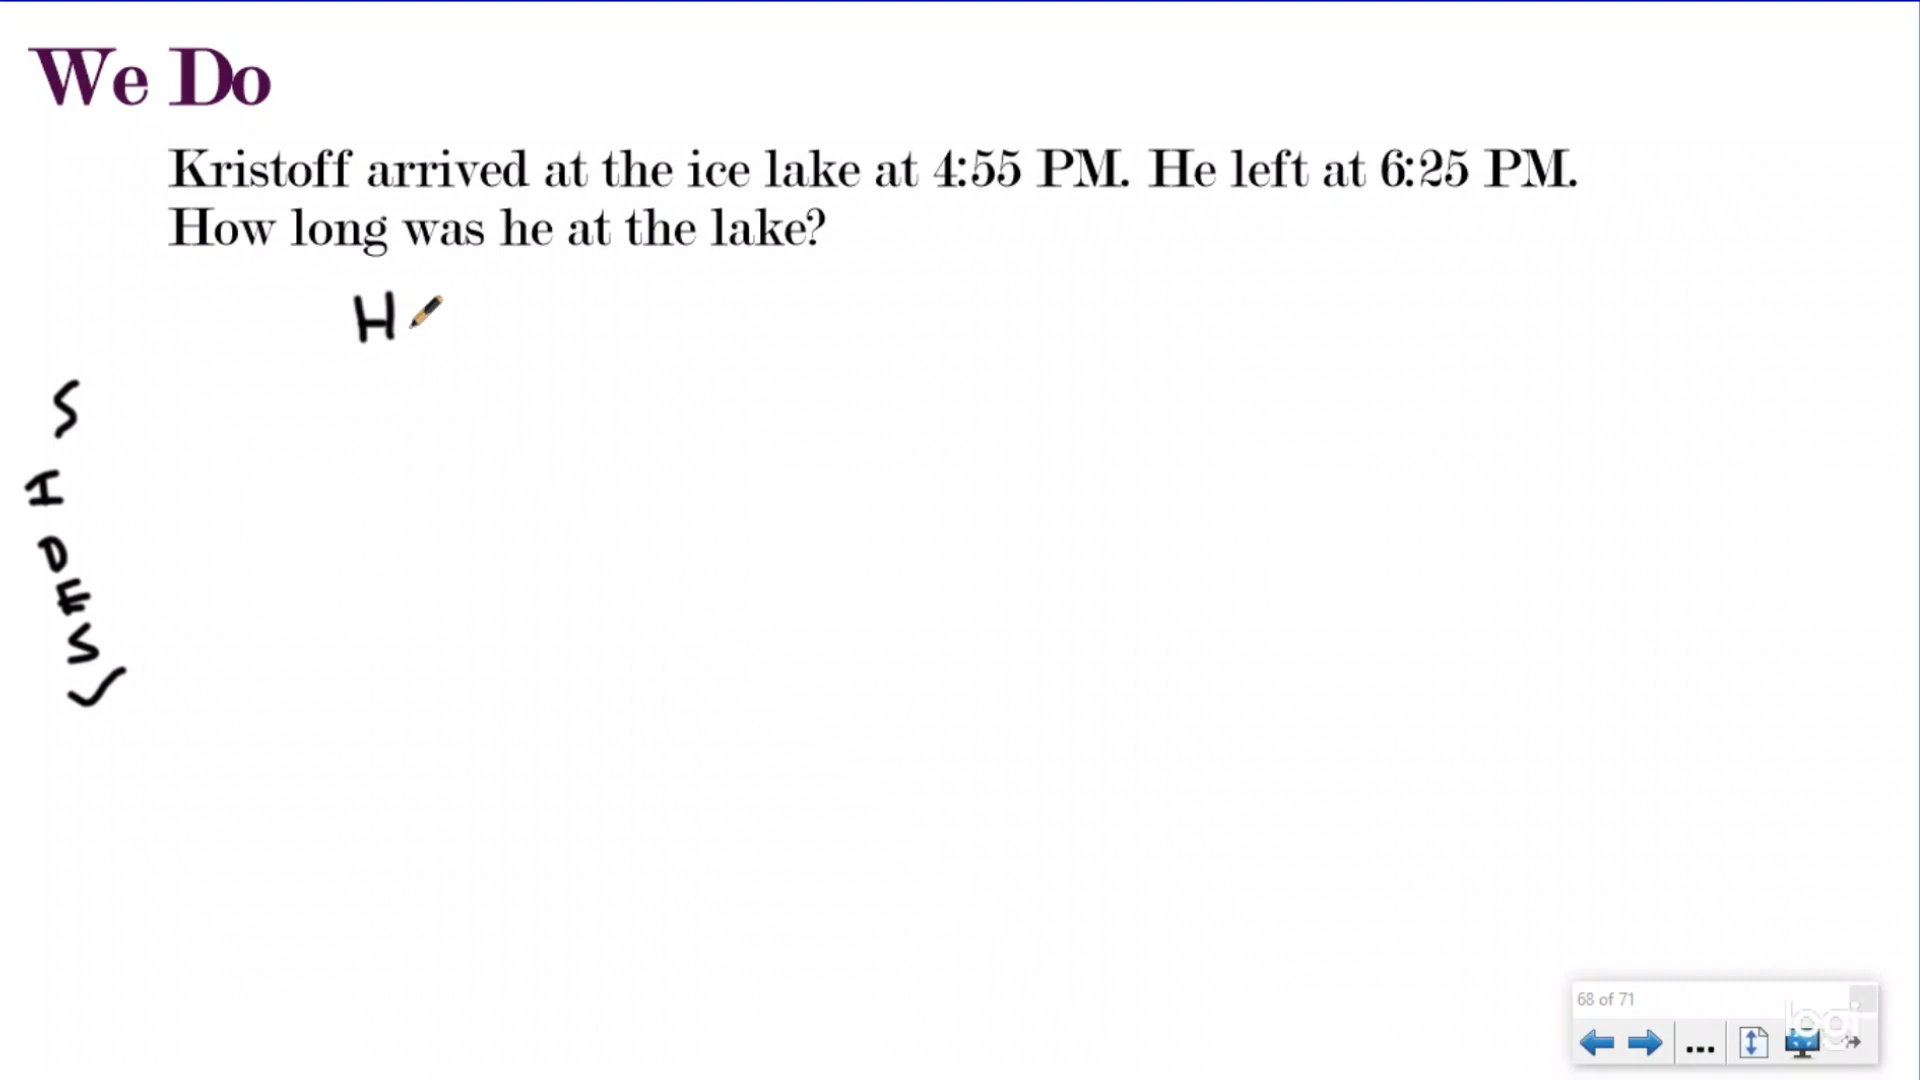 We Do
Kristoff arrived at the ice lake at 4:55 PM. He left at 6:25 PM.
How long was he at the lake?
H
S
I
D
E
S
68 of 71
...
logi